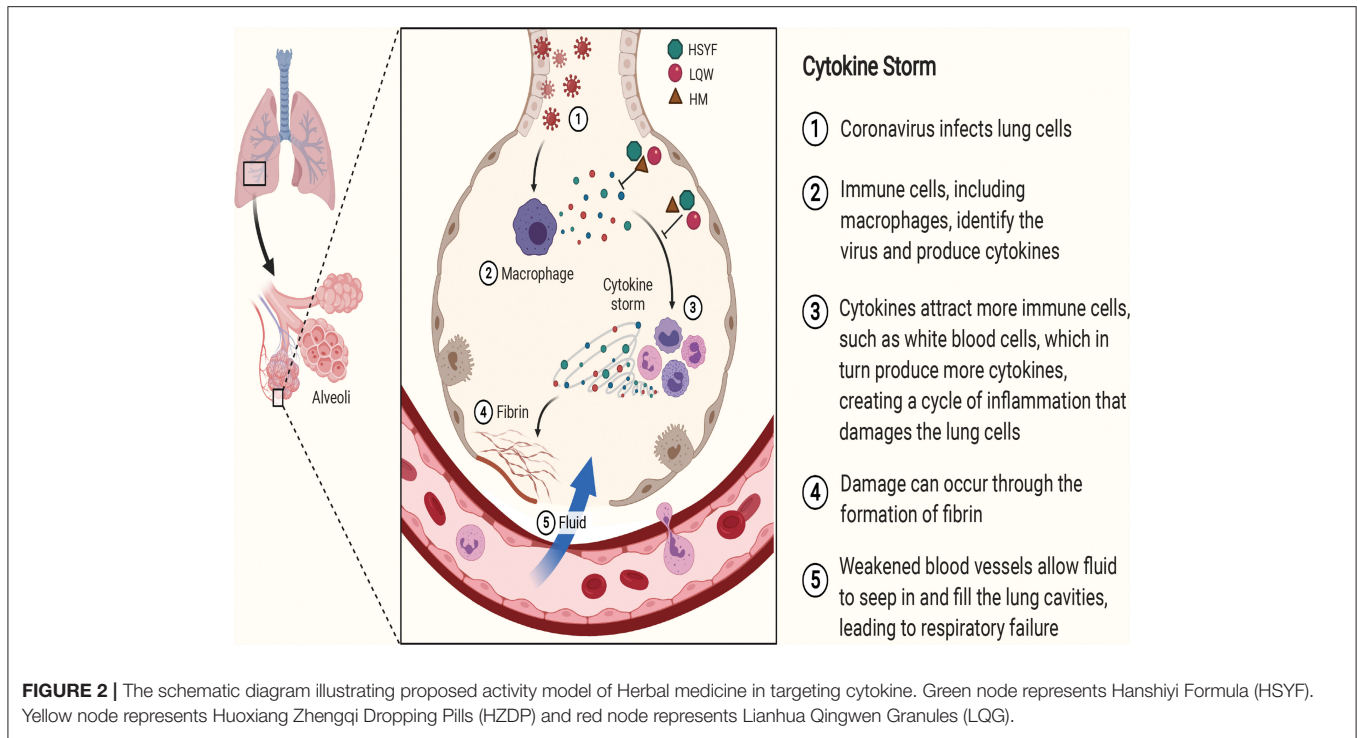 HSYF
LQW
HM
1
2 Macrophage
Cytokine
storm
3
4 Fibrin
5 Fluid
Alveoli
Cytokine Storm
1 Coronavirus infects lung cells
2 Immune cells, including
macrophages, identify the
virus and produce cytokines
3 Cytokines attract more immune cells,
such as white blood cells, which in
turn produce more cytokines,
creating a cycle of inflammation that
damages the lung cells
4 Damage can occur through the
formation of fibrin
5 Weakened blood vessels allow fluid
to seep in and fill the lung cavities,
leading to respiratory failure
FIGURE 2 | The schematic diagram illustrating proposed activity model of Herbal medicine in targeting cytokine. Green node represents Hanshiyi Formula (HSYF).
Yellow node represents Huoxiang Zhengqi Dropping Pills (HZDP) and red node represents Lianhua Qingwen Granules (LQG).